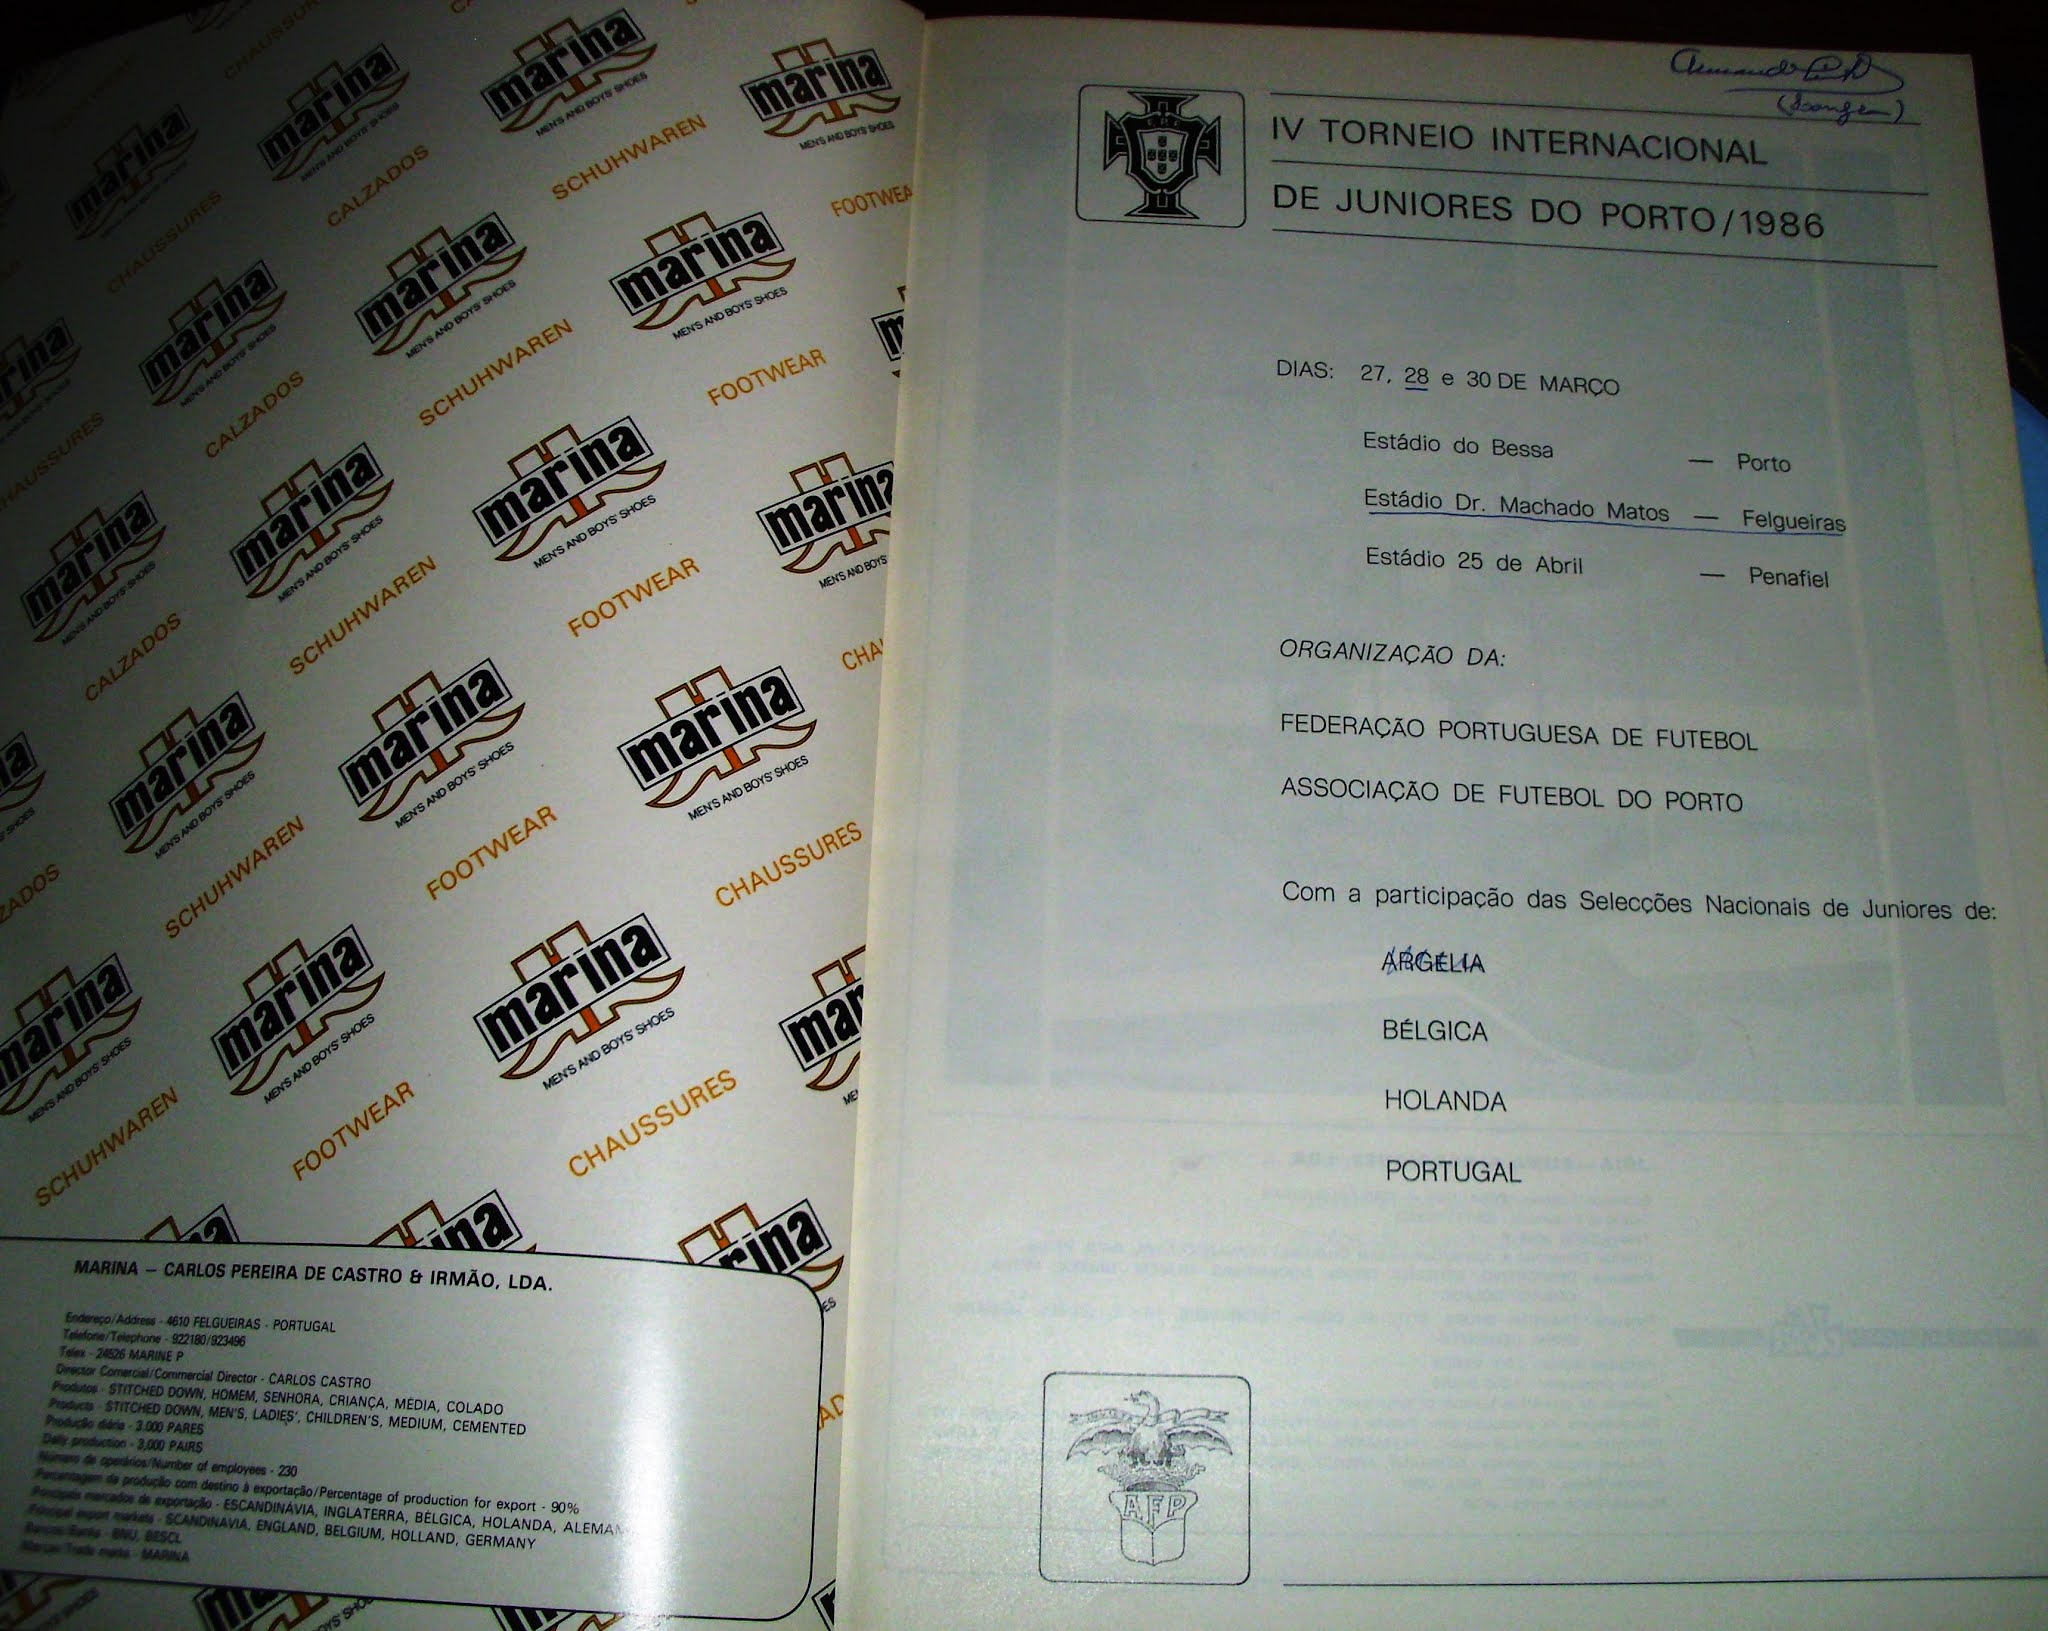 marina
MEN'S AND BOYS' SHOES
CHAUSSURES
CALZADOS
SCHUHWAREN
FOOTWEAR
MARINA – CARLOS PEREIRA DE CASTRO & IRMÃO, LDA.
Endereço/Address - 4610 FELGUEIRAS - PORTUGAL
Telefone/Telephone - 922180/923496
Telex - 24526 MARINE P
Director Comercial/Commercial Director - CARLOS CASTRO
Produtos - STITCHED DOWN, HOMEM, SENHORA, CRIANÇA, MÉDIA, COLADO
Products - STITCHED DOWN, MEN'S, LADIES', CHILDREN'S, MEDIUM, CEMENTED
Produção diária - 3.000 PARES
Daily production - 3,000 PAIRS
Número de operários/Number of employees - 230
Percentagem de produção com destino à exportação/Percentage of production for export - 90%
Principais mercados de exportação - ESCANDINÁVIA, INGLATERRA, BÉLGICA, HOLANDA, ALEMAN
Principal export markets - SCANDINAVIA, ENGLAND, BELGIUM, HOLLAND, GERMANY
Bancos/Banks - BNU, BESCL
Marcas/Trade marks - MARINA
IV TORNEIO INTERNACIONAL
DE JUNIORES DO PORTO/1986
DIAS: 27, 28 e 30 DE MARÇO
Estádio do Bessa — Porto
Estádio Dr. Machado Matos — Felgueiras
Estádio 25 de Abril — Penafiel
ORGANIZAÇÃO DA:
FEDERAÇÃO PORTUGUESA DE FUTEBOL
ASSOCIAÇÃO DE FUTEBOL DO PORTO
Com a participação das Selecções Nacionais de Juniores de:
ARGÉLIA
BÉLGICA
HOLANDA
PORTUGAL
AFP